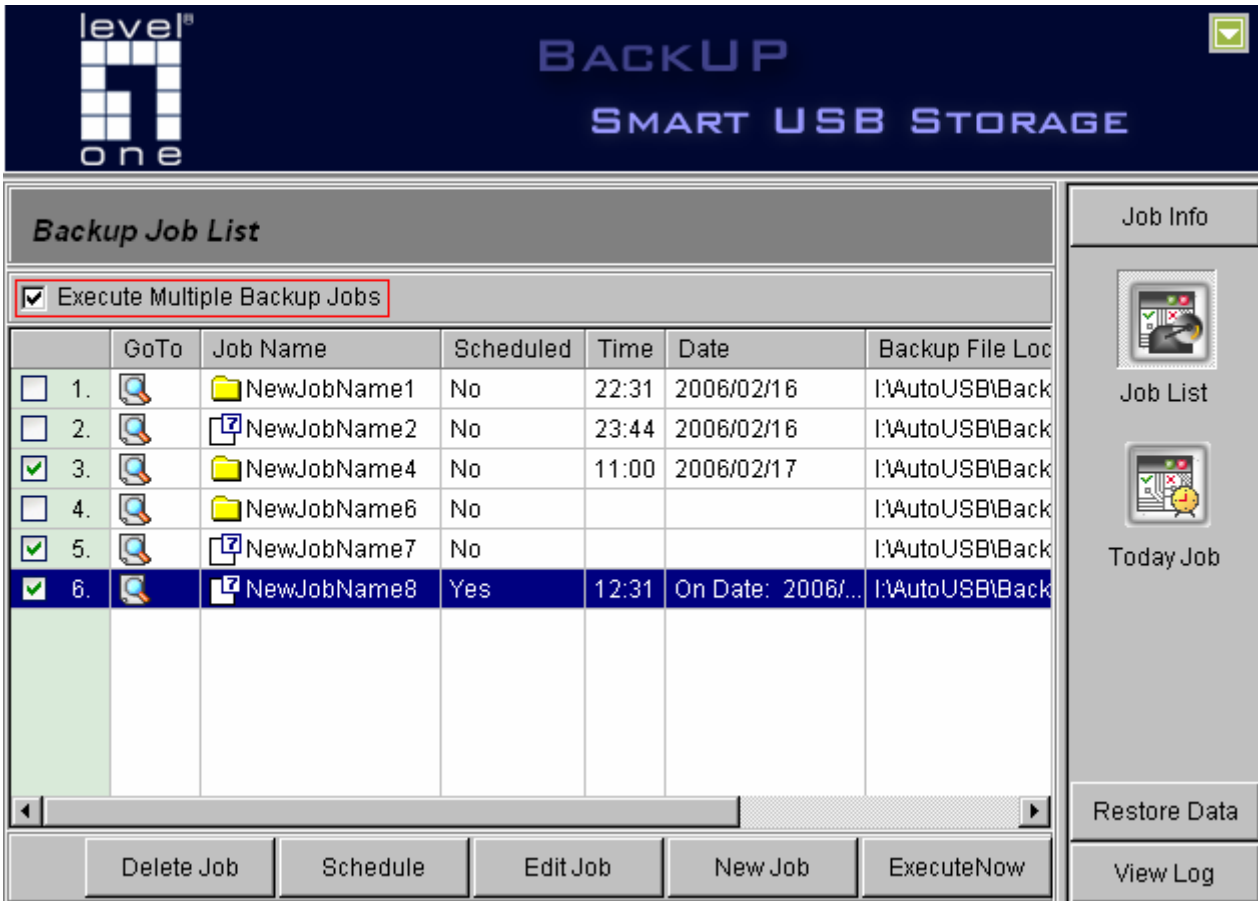 level®
one
BACKUP
SMART USB STORAGE
Backup Job List
Execute Multiple Backup Jobs
GoTo Job Name Scheduled Time Date Backup File Loc
1. NewJobName1 No 22:31 2006/02/16 I:\AutoUSB\Back
2. NewJobName2 No 23:44 2006/02/16 I:\AutoUSB\Back
3. NewJobName4 No 11:00 2006/02/17 I:\AutoUSB\Back
4. NewJobName6 No I:\AutoUSB\Back
5. NewJobName7 No I:\AutoUSB\Back
6. NewJobName8 Yes 12:31 On Date: 2006/... I:\AutoUSB\Back
Delete Job Schedule Edit Job New Job ExecuteNow
Job Info
Job List
Today Job
Restore Data
View Log